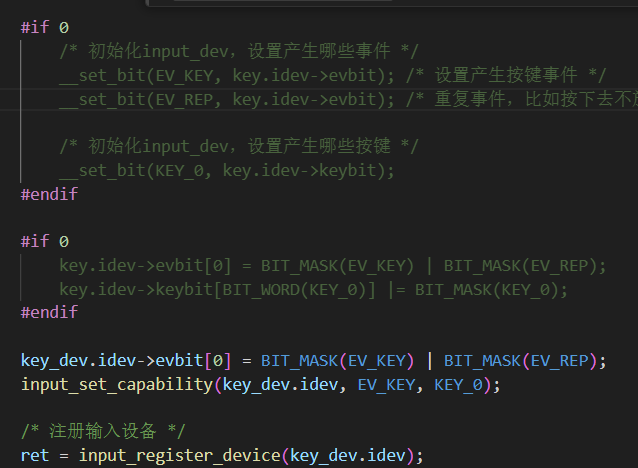 #if 0
    /* 初始化input_dev，设置产生哪些事件 */
    __set_bit(EV_KEY, key.idev->evbit); /* 设置产生按键事件 */
    __set_bit(EV_REP, key.idev->evbit); /* 重复事件，比如按下去不
    /* 初始化input_dev，设置产生哪些按键 */
    __set_bit(KEY_0, key.idev->keybit);
#endif
#if 0
    key.idev->evbit[0] = BIT_MASK(EV_KEY) | BIT_MASK(EV_REP);
    key.idev->keybit[BIT_WORD(KEY_0)] |= BIT_MASK(KEY_0);
#endif
key_dev.idev->evbit[0] = BIT_MASK(EV_KEY) | BIT_MASK(EV_REP);
input_set_capability(key_dev.idev, EV_KEY, KEY_0);
/* 注册输入设备 */
ret = input_register_device(key_dev.idev);